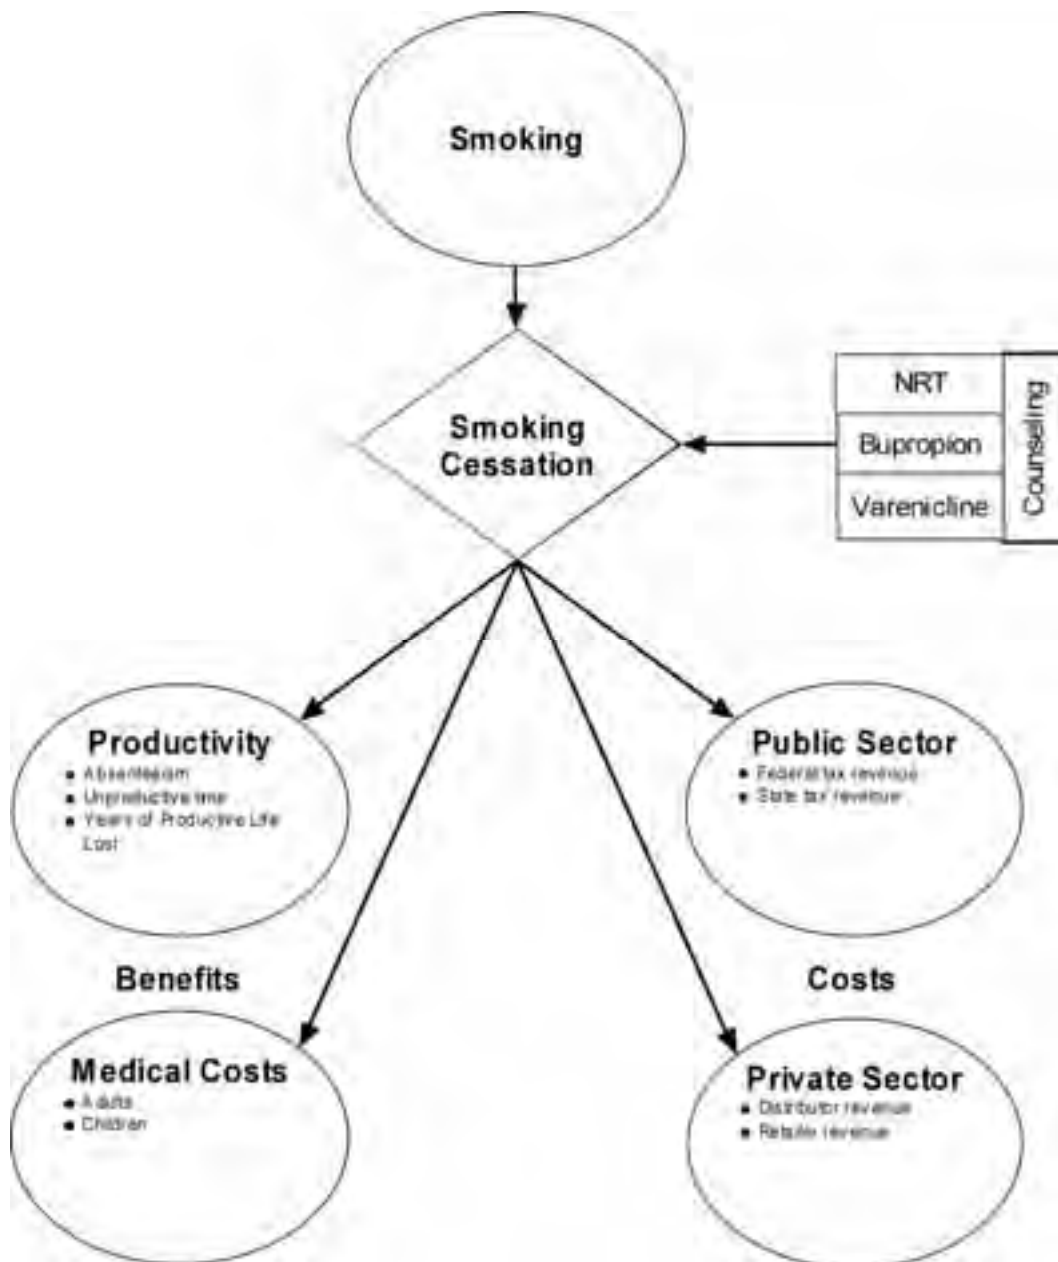 Smoking
Smoking
Cessation
NRT
Bupropion
Varenicline
Counseling
Productivity
• Absenteeism
• Unproductive time
• Years of Productive Life
Lost
Public Sector
• Federal tax revenue
• State tax revenue
Benefits
Costs
Medical Costs
• Adults
• Children
Private Sector
• Distributor revenue
• Retailer revenue